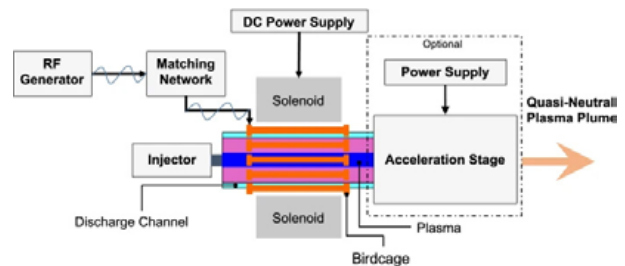 DC Power Supply
Optional
RF
Generator
Matching
Network
Power Supply
Solenoid
Quasi-Neutrall
Plasma Plume
Injector
Acceleration Stage
Discharge Channel
Solenoid
Plasma
Birdcage